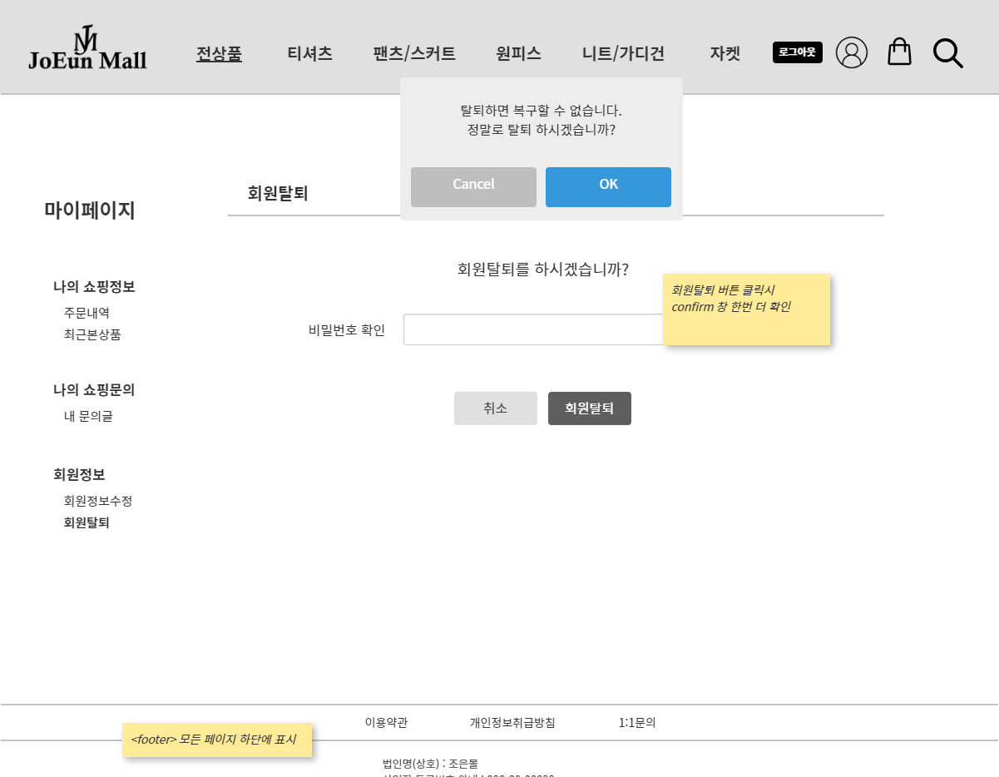 JM
JoEun Mall
전상품 티셔츠 팬츠/스커트 원피스 니트/가디건 자켓 로그아웃
탈퇴하면 복구할 수 없습니다.
정말로 탈퇴 하시겠습니까?
Cancel OK
마이페이지
회원탈퇴
나의 쇼핑정보
주문내역
최근본상품
나의 쇼핑문의
내 문의글
회원정보
회원정보수정
회원탈퇴
회원탈퇴를 하시겠습니까?
회원탈퇴 버튼 클릭시
confirm 창 한번 더 확인
비밀번호 확인
취소 회원탈퇴
이용약관 개인정보취급방침 1:1문의
<footer> 모든 페이지 하단에 표시
법인명(상호) : 조은몰